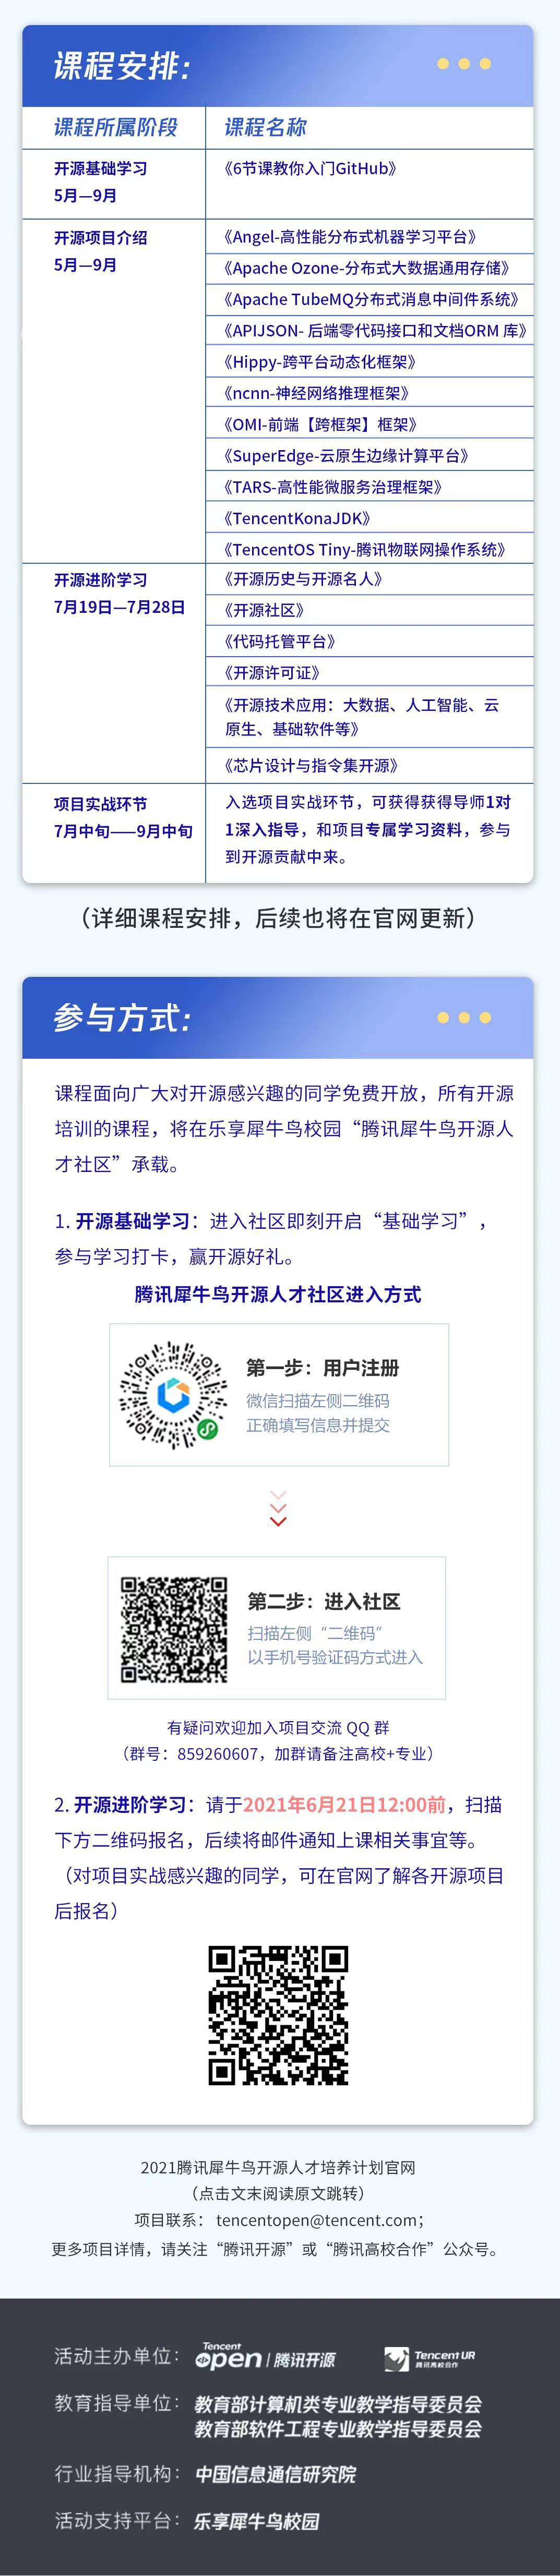 课程安排:
课程所属阶段
课程名称
开源基础学习
5月—9月
《6节课教你入门GitHub》
开源项目介绍
5月—9月
《Angel-高性能分布式机器学习平台》
《Apache Ozone-分布式大数据通用存储》
《Apache TubeMQ分布式消息中间件系统》
《APIJSON- 后端零代码接口和文档ORM 库》
《Hippy-跨平台动态化框架》
《ncnn-神经网络推理框架》
《OMI-前端【跨框架】框架》
《SuperEdge-云原生边缘计算平台》
《TARS-高性能微服务治理框架》
《TencentKonaJDK》
《TencentOS Tiny-腾讯物联网操作系统》
开源进阶学习
7月19日—7月28日
《开源历史与开源名人》
《开源社区》
《代码托管平台》
《开源许可证》
《开源技术应用：大数据、人工智能、云
原生、基础软件等》
《芯片设计与指令集开源》
项目实战环节
7月中旬——9月中旬
入选项目实战环节，可获得获得导师1对
1深入指导，和项目专属学习资料，参与
到开源贡献中来。
（详细课程安排，后续也将在官网更新）
参与方式:
课程面向广大对开源感兴趣的同学免费开放，所有开源
培训的课程，将在乐享犀牛鸟校园“腾讯犀牛鸟开源人
才社区”承载。
1. 开源基础学习：进入社区即刻开启“基础学习”，
参与学习打卡，赢开源好礼。
腾讯犀牛鸟开源人才社区进入方式
第一步：用户注册
微信扫描左侧二维码
正确填写信息并提交
第二步：进入社区
扫描左侧“二维码”
以手机号验证码方式进入
有疑问欢迎加入项目交流 QQ 群
（群号：859260607，加群请备注高校+专业）
2. 开源进阶学习：请于2021年6月21日12:00前，扫描
下方二维码报名，后续将邮件通知上课相关事宜等。
（对项目实战感兴趣的同学，可在官网了解各开源项目
后报名）
2021腾讯犀牛鸟开源人才培养计划官网
（点击文末阅读原文跳转）
项目联系： tencentopen@tencent.com；
更多项目详情，请关注“腾讯开源”或“腾讯高校合作”公众号。
活动主办单位：
Tencent
open | 腾讯开源
Tencent UR
腾讯高校合作
教育指导单位：
教育部计算机类专业教学指导委员会
教育部软件工程专业教学指导委员会
行业指导机构：
中国信息通信研究院
活动支持平台：
乐享犀牛鸟校园